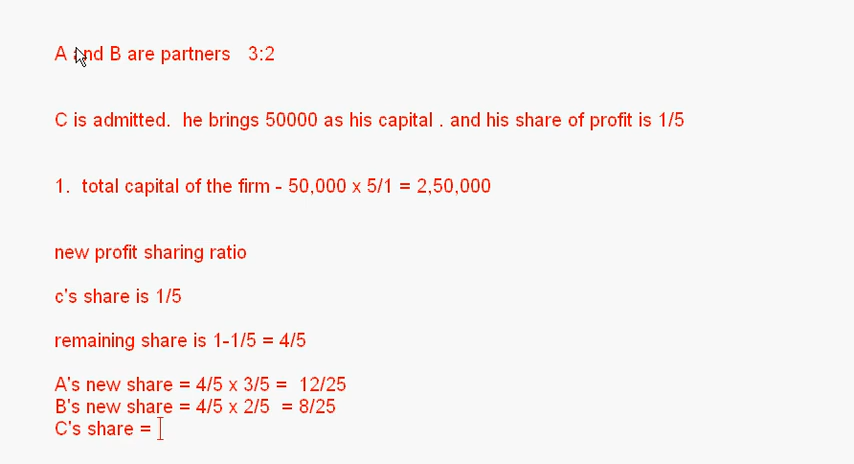 A and B are partners 3:2
C is admitted. he brings 50000 as his capital . and his share of profit is 1/5
1. total capital of the firm - 50,000 x 5/1 = 2,50,000
new profit sharing ratio
c's share is 1/5
remaining share is 1-1/5 = 4/5
A's new share = 4/5 x 3/5 = 12/25
B's new share = 4/5 x 2/5 = 8/25
C's share =